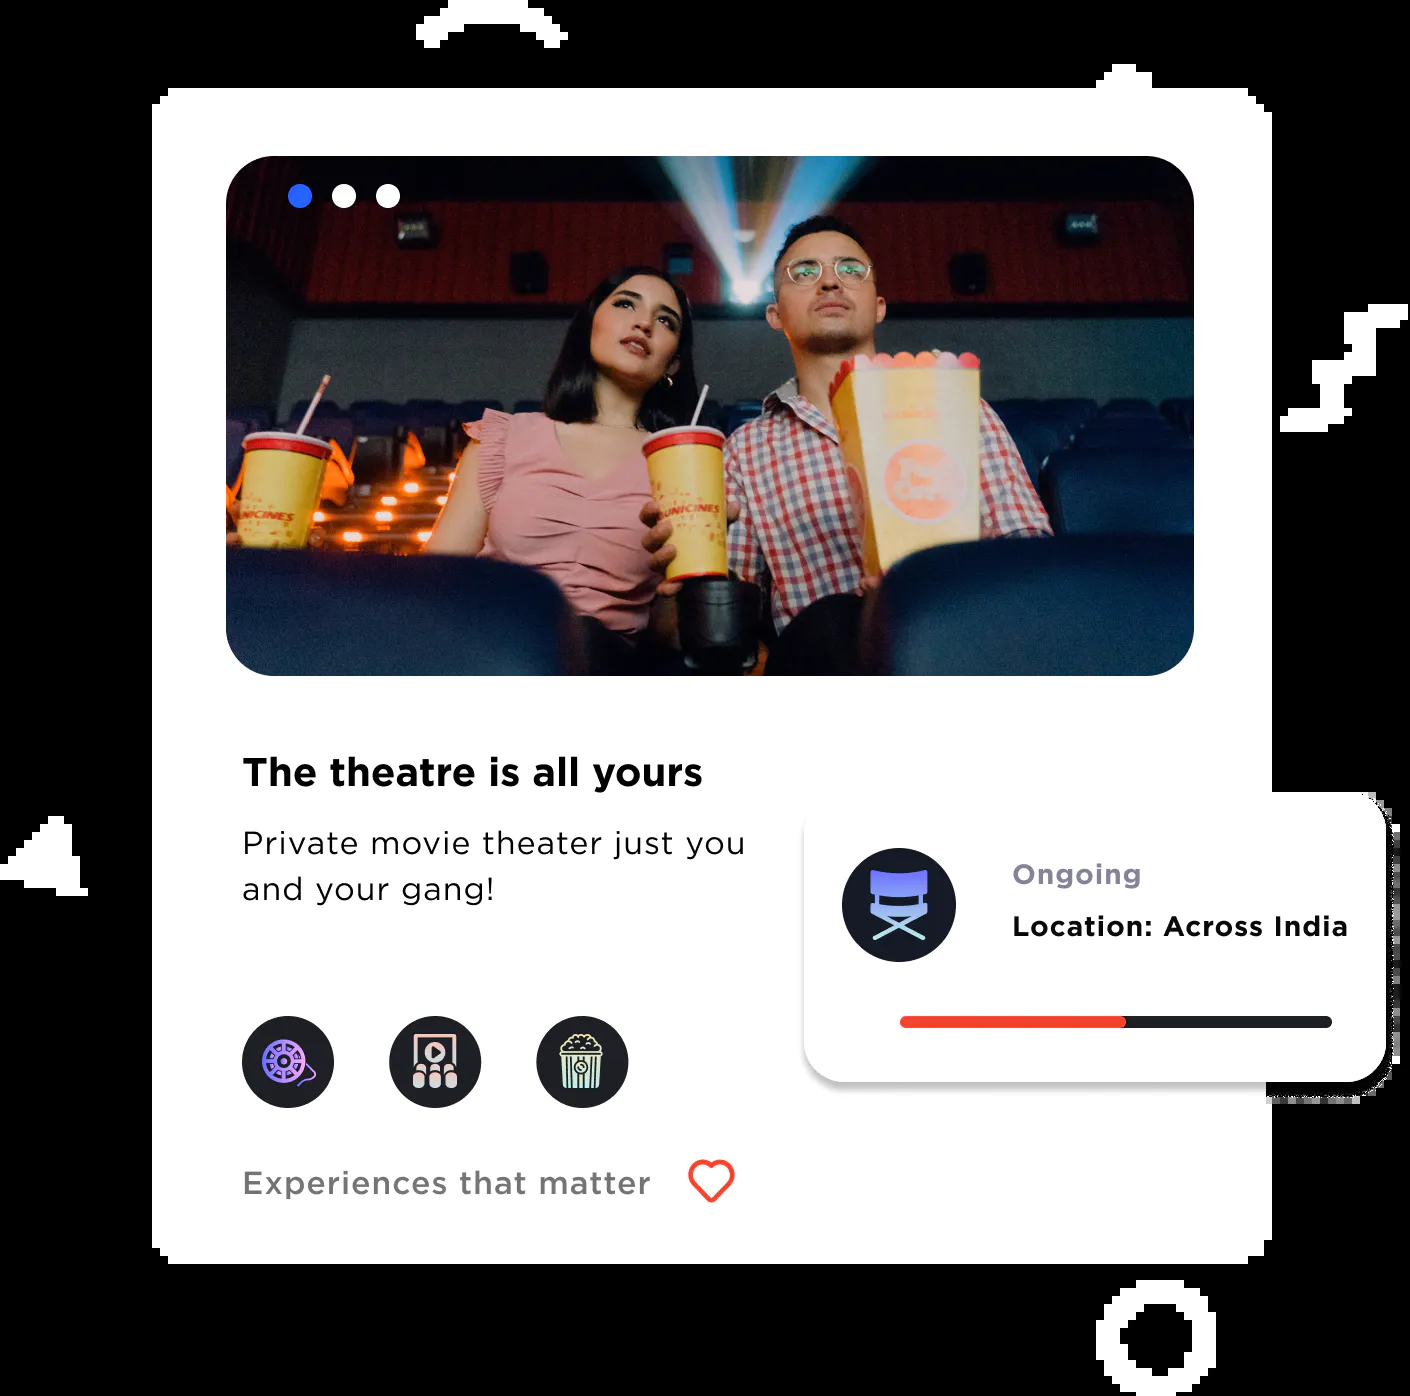 UNICINES
UNICINES
The theatre is all yours
Private movie theater just you
and your gang!
Ongoing
Location: Across India
Experiences that matter